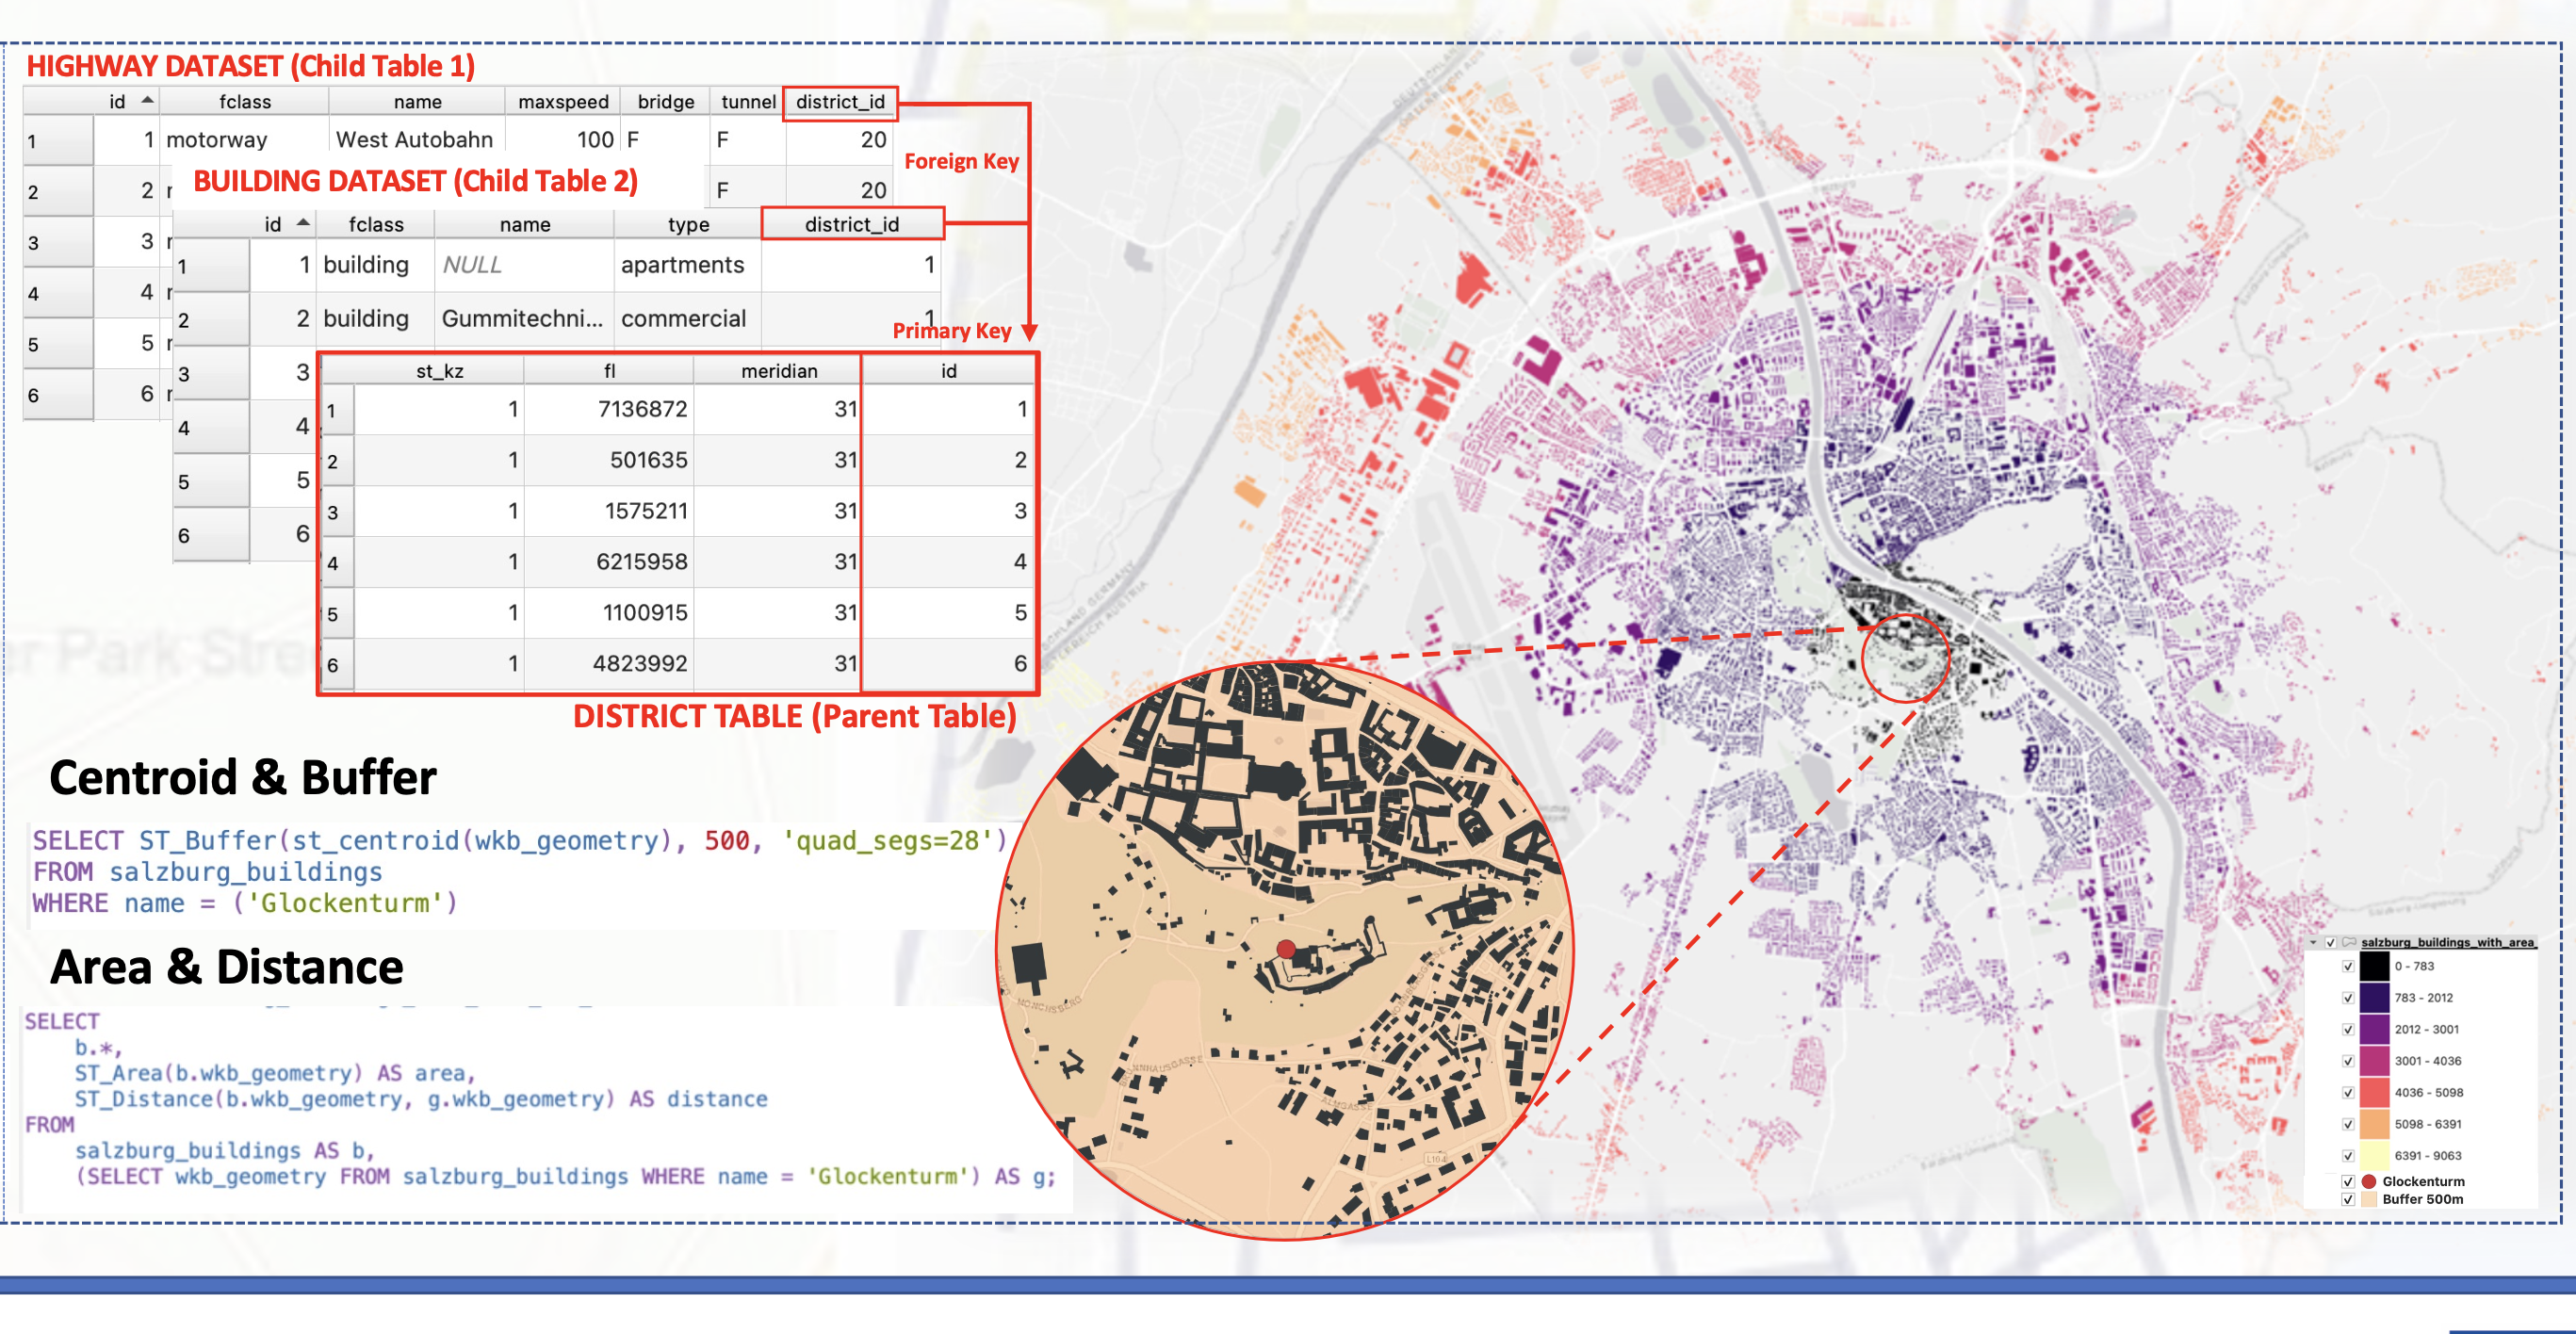 HIGHWAY DATASET (Child Table 1)
id fclass name maxspeed bridge tunnel district_id
1 1 motorway West Autobahn 100 F F 20
2 2 F 20
3 3
4 4
5 5
6 6
Foreign Key
BUILDING DATASET (Child Table 2)
id fclass name type district_id
1 1 building NULL apartments 1
2 2 building Gummitechni... commercial 1
3 3
4 4
5 5
6 6
Primary Key
st_kz fl meridian id
1 1 7136872 31 1
2 1 501635 31 2
3 1 1575211 31 3
4 1 6215958 31 4
5 1 1100915 31 5
6 1 4823992 31 6
DISTRICT TABLE (Parent Table)
er Park Stre
Centroid & Buffer
SELECT ST_Buffer(st_centroid(wkb_geometry), 500, 'quad_segs=28')
FROM salzburg_buildings
WHERE name = ('Glockenturm')
Area & Distance
SELECT
b.*,
ST_Area(b.wkb_geometry) AS area,
ST_Distance(b.wkb_geometry, g.wkb_geometry) AS distance
FROM
salzburg_buildings AS b,
(SELECT wkb_geometry FROM salzburg_buildings WHERE name = 'Glockenturm') AS g;
MÖNCHSBERG
ALMGASSE
L104
salzburg_buildings_with_area_
0 - 783
783 - 2012
2012 - 3001
3001 - 4036
4036 - 5098
5098 - 6391
6391 - 9063
Glockenturm
Buffer 500m